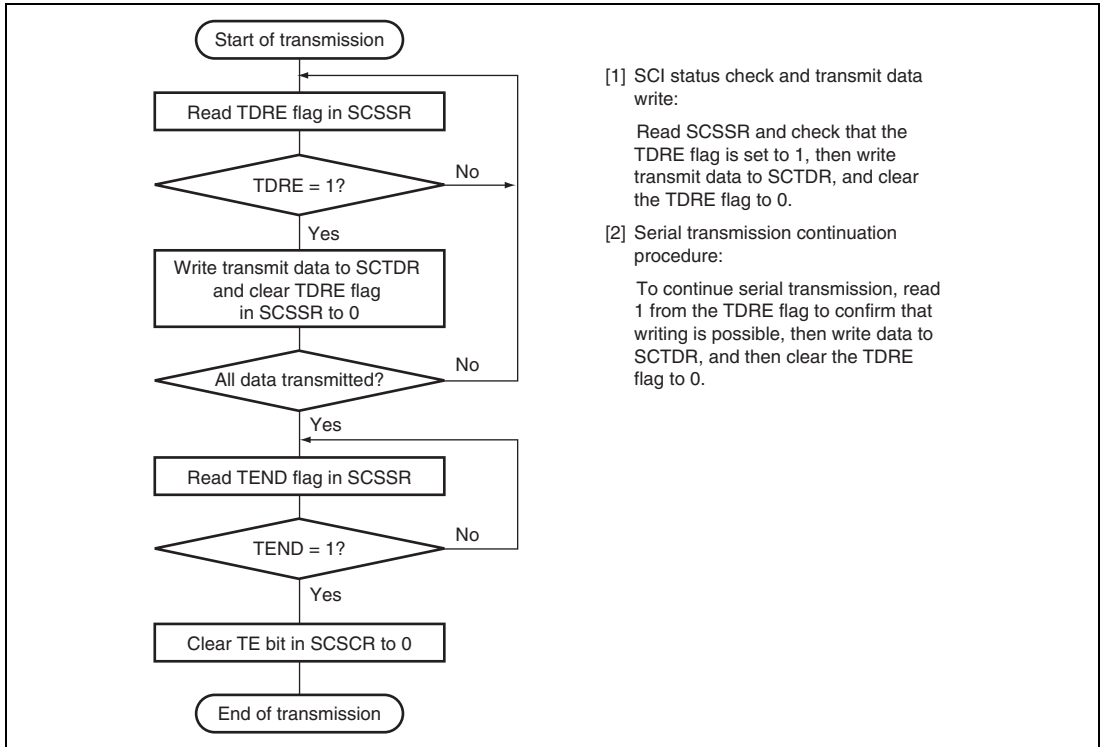 Start of transmission
Read TDRE flag in SCSSR
TDRE = 1?
No
Yes
Write transmit data to SCTDR
and clear TDRE flag
in SCSSR to 0
All data transmitted?
No
Yes
Read TEND flag in SCSSR
TEND = 1?
No
Yes
Clear TE bit in SCSCR to 0
End of transmission
[1] SCI status check and transmit data
write:
Read SCSSR and check that the
TDRE flag is set to 1, then write
transmit data to SCTDR, and clear
the TDRE flag to 0.
[2] Serial transmission continuation
procedure:
To continue serial transmission, read
1 from the TDRE flag to confirm that
writing is possible, then write data to
SCTDR, and then clear the TDRE
flag to 0.